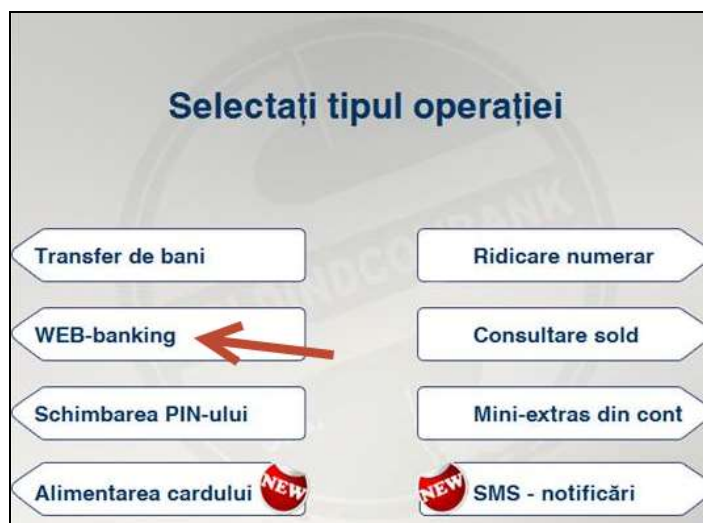 Selectați tipul operației
Transfer de bani
Ridicare numerar
WEB-banking
Consultare sold
Schimbarea PIN-ului
Mini-extras din cont
Alimentarea cardului NEW
NEW SMS - notificări